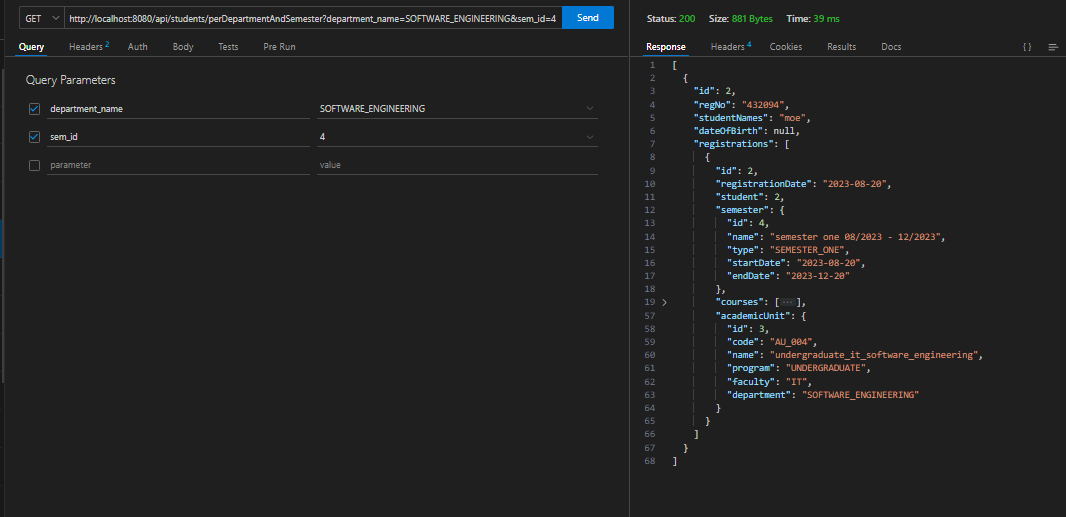 GET http://localhost:8080/api/students/perDepartmentAndSemester?department_name=SOFTWARE_ENGINEERING&sem_id=4 Send
Query Headers 2 Auth Body Tests Pre Run
Query Parameters
department_name SOFTWARE_ENGINEERING
sem_id 4
parameter value
Status: 200 Size: 881 Bytes Time: 39 ms
Response Headers 4 Cookies Results Docs {}
1 [
2 {
3 "id": 2,
4 "regNo": "432094",
5 "studentNames": "moe",
6 "dateOfBirth": null,
7 "registrations": [
8 {
9 "id": 2,
10 "registrationDate": "2023-08-20",
11 "student": 2,
12 "semester": {
13 "id": 4,
14 "name": "semester one 08/2023 - 12/2023",
15 "type": "SEMESTER_ONE",
16 "startDate": "2023-08-20",
17 "endDate": "2023-12-20"
18 },
19 "courses": [ ··· ],
57 "academicUnit": {
58 "id": 3,
59 "code": "AU_004",
60 "name": "undergraduate_it_software_engineering",
61 "program": "UNDERGRADUATE",
62 "faculty": "IT",
63 "department": "SOFTWARE_ENGINEERING"
64 }
65 }
66 ]
67 }
68 ]